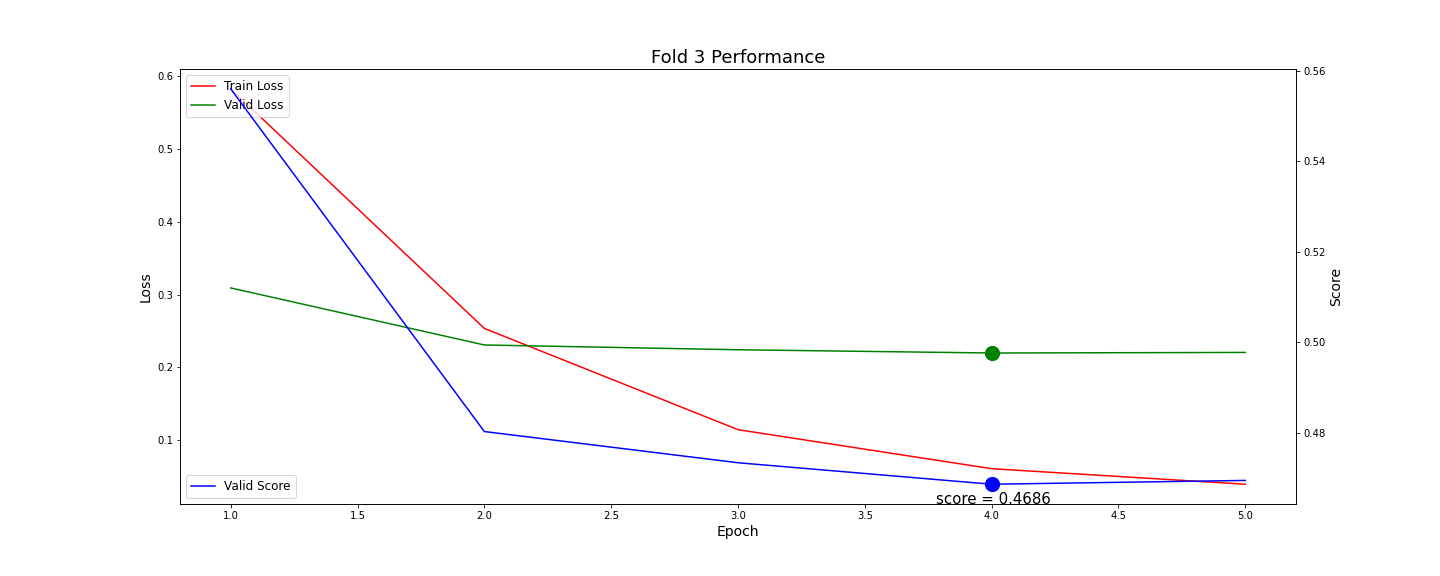 Fold 3 Performance
Train Loss
Valid Loss
Valid Score
score = 0.4686
0.6
0.5
0.4
0.3
0.2
0.1
Loss
0.56
0.54
0.52
0.50
0.48
Score
1.0 1.5 2.0 2.5 3.0 3.5 4.0 4.5 5.0
Epoch